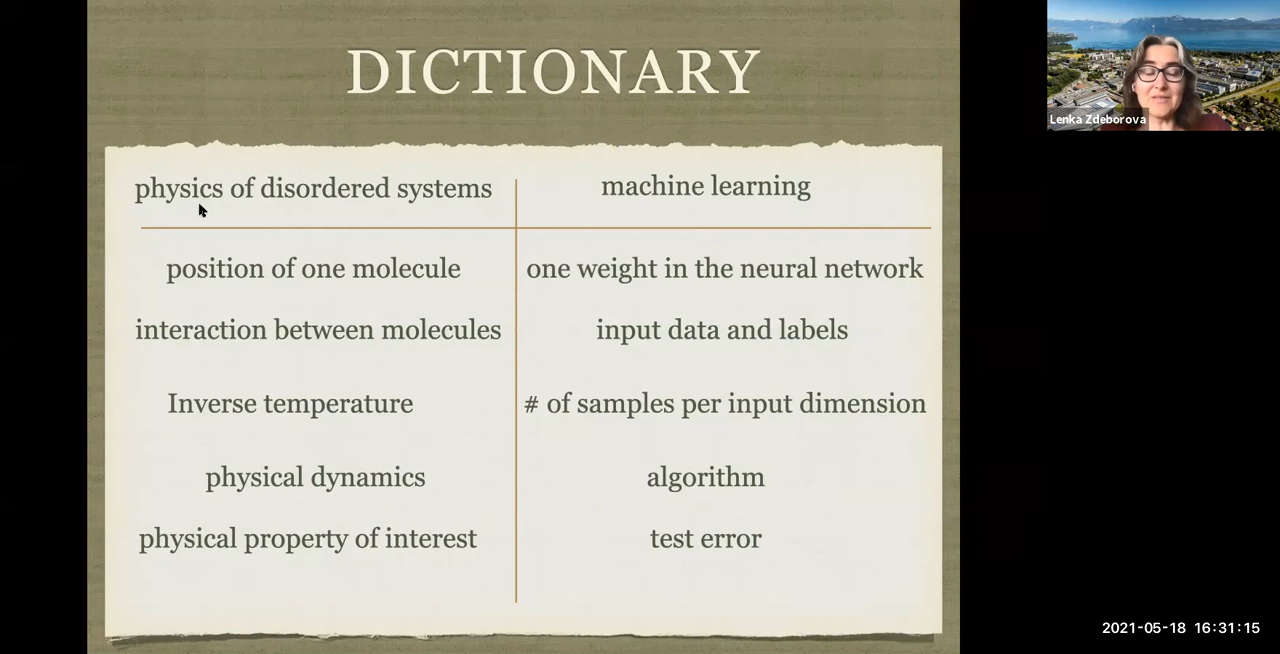 DICTIONARY
physics of disordered systems
machine learning
position of one molecule
one weight in the neural network
interaction between molecules
input data and labels
Inverse temperature
# of samples per input dimension
physical dynamics
algorithm
physical property of interest
test error
Lenka Zdeborova
2021-05-18 16:31:15